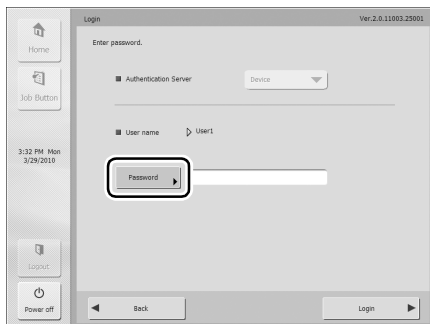 Login
Ver.2.0.11003.25001
Home
Enter password.
Authentication Server
Device
Job Button
User name
User1
3:32 PM Mon
3/29/2010
Password
Logout
Power off
Back
Login